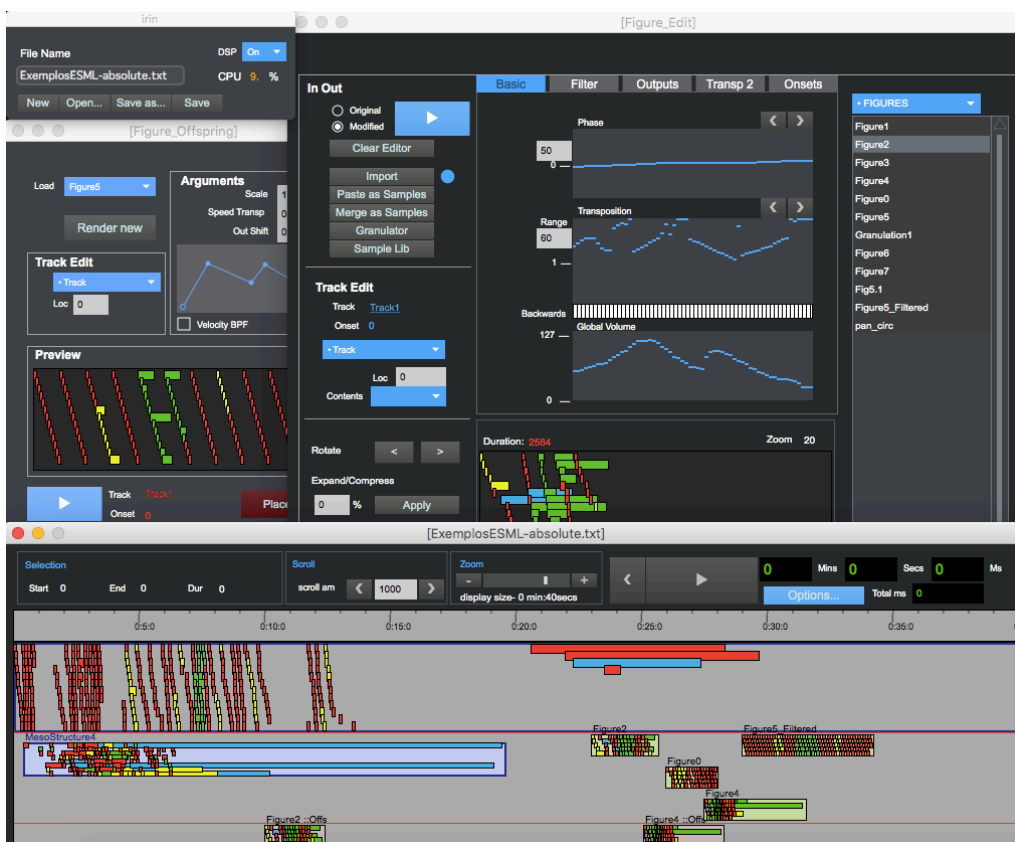 irin
File Name
DSP On
ExemplosESML-absolute.txt
CPU 9. %
New Open... Save as... Save
[Figure_Offspring]
Load Figure5
Render new
Arguments
Scale 1
Speed Transp 0
Out Shift 0
Track Edit
• Track
Loc 0
Velocity BPF
Preview
Track Track1
Onset 0
Place
[Figure_Edit]
In Out
Original
Modified
Clear Editor
Import
Paste as Samples
Merge as Samples
Granulator
Sample Lib
Track Edit
Track Track1
Onset 0
• Track
Loc 0
Contents
Rotate < >
Expand/Compress
0 % Apply
Basic Filter Outputs Transp 2 Onsets
Phase
50
0
Transposition
Range
60
1
Backwards
Global Volume
127
0
Duration: 2584
Zoom 20
• FIGURES
Figure1
Figure2
Figure3
Figure4
Figure0
Figure5
Granulation1
Figure6
Figure7
Fig5.1
Figure5_Filtered
pan_circ
[ExemplosESML-absolute.txt]
Selection
Start 0 End 0 Dur 0
Scroll
scroll am 1000
Zoom
- +
display size- 0 min:40secs
0 Mins 0 Secs 0 Ms
Options...
Total ms 0
0:5:0 0:10:0 0:15:0 0:20:0 0:25:0 0:30:0 0:35:0
MesoStructure4
Figure2
Figure5_Filtered
Figure0
Figure4
Figure2 ::Offs
Figure4 ::Offs